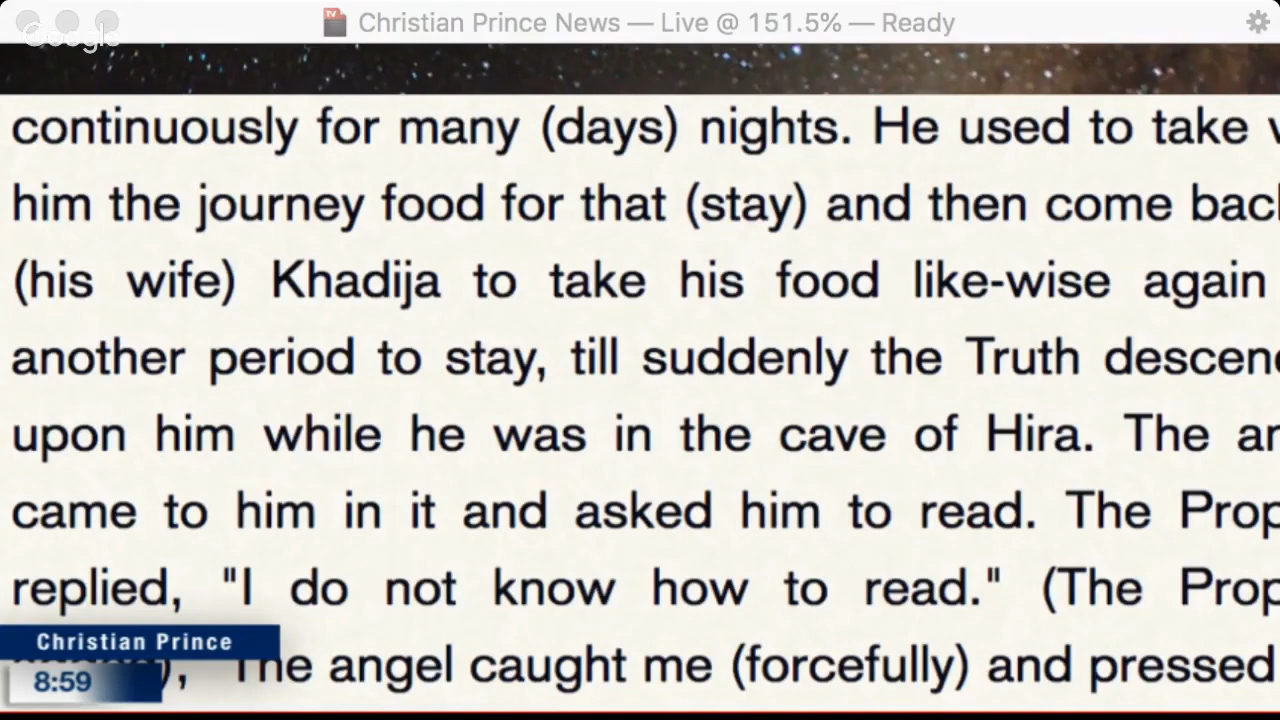 Christian Prince News — Live @ 151.5% — Ready
Google
continuously for many (days) nights. He used to take
him the journey food for that (stay) and then come
(his wife) Khadija to take his food like-wise again
another period to stay, till suddenly the Truth
upon him while he was in the cave of Hira. The
came to him in it and asked him to read. The
replied, "I do not know how to read." (The
The angel caught me (forcefully) and pressed
Christian Prince
8:59